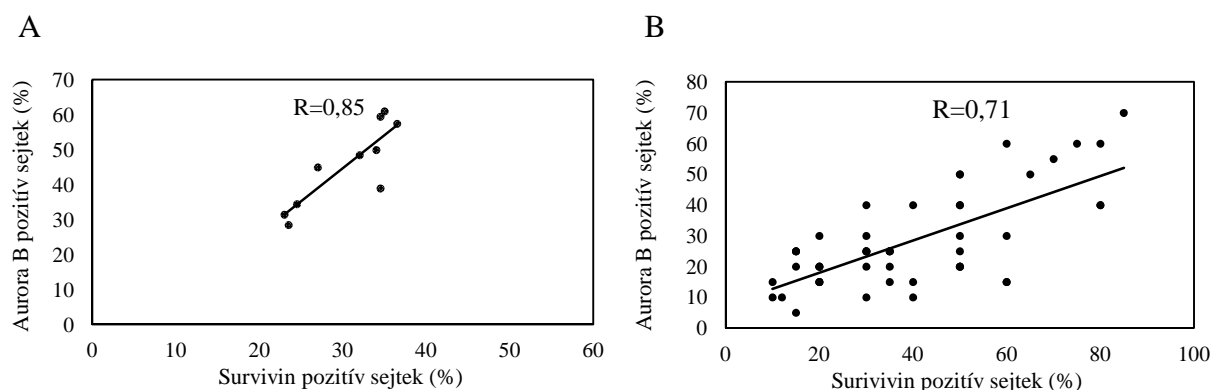 A
Aurora B pozitív sejtek (%)
70
60
50
40
30
20
10
0
R=0,85
0 10 20 30 40 50 60
Survivin pozitív sejtek (%)
B
Aurora B pozitív sejtek (%)
80
70
60
50
40
30
20
10
0
R=0,71
0 20 40 60 80 100
Surivivin pozitív sejtek (%)